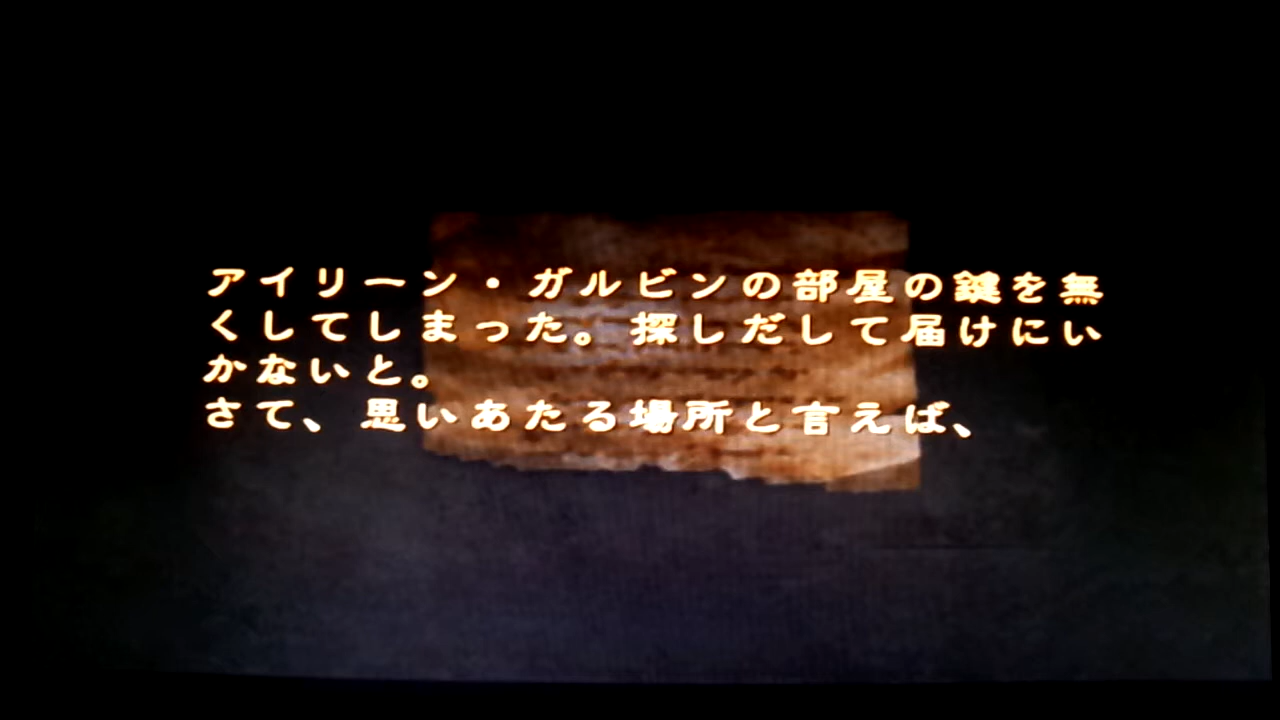 アイリーン・ガルビンの部屋の鍵を無
くしてしまった。探しだして届けにい
かないと。
さて、思いあたる場所と言えば、